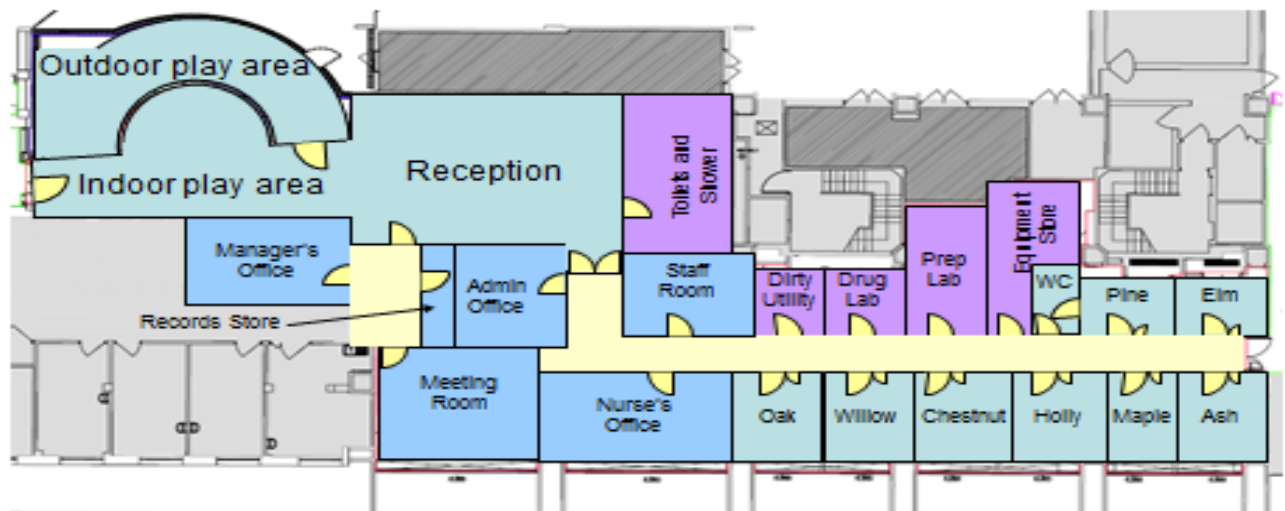 Outdoor play area
Indoor play area
Reception
Toilets and
Shower
Manager's
Office
Records Store
Admin
Office
Staff
Room
Dirty
Utility
Drug
Lab
Prep
Lab
Equipment
Store
WC
Pine
Elm
Meeting
Room
Nurse's
Office
Oak
Willow
Chestnut
Holly
Maple
Ash